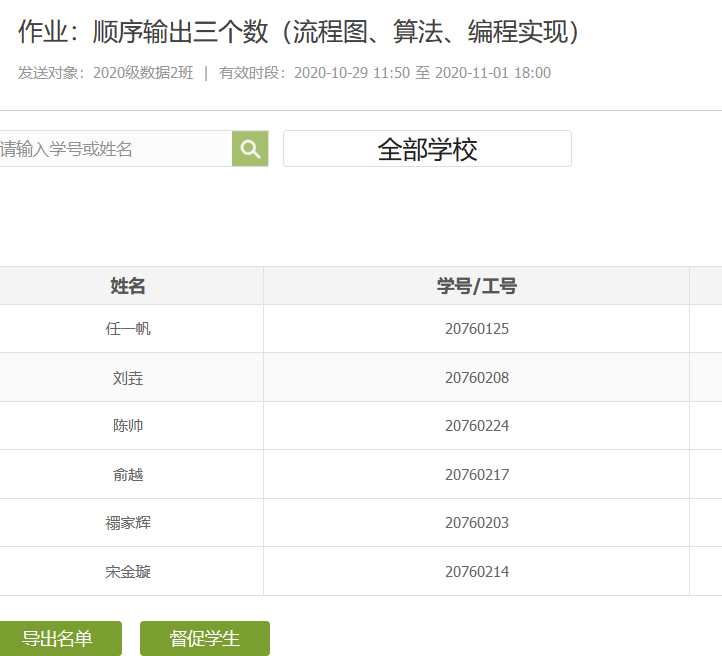 作业：顺序输出三个数（流程图、算法、编程实现）
发送对象：2020级数据2班 | 有效时段：2020-10-29 11:50 至 2020-11-01 18:00
请输入学号或姓名 全部学校
姓名 学号/工号
任一帆 20760125
刘垚 20760208
陈帅 20760224
俞越 20760217
禤家辉 20760203
宋金璇 20760214
导出名单 督促学生